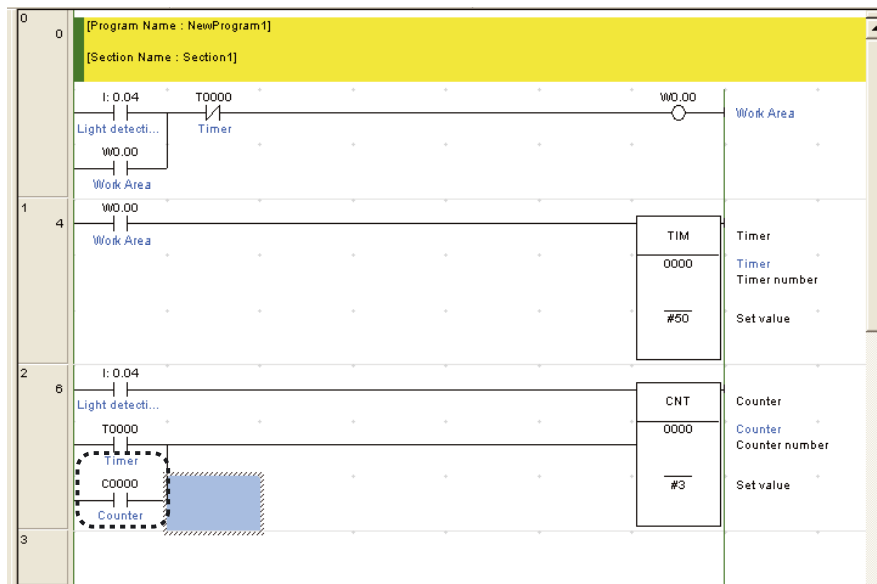 0
0
[Program Name : NewProgram1]
[Section Name : Section1]
I: 0.04
T0000
W0.00
Light detecti...
Timer
Work Area
W0.00
Work Area
1
4
W0.00
Work Area
TIM
Timer
0000
Timer
Timer number
#50
Set value
2
6
I: 0.04
Light detecti...
CNT
Counter
T0000
Timer
0000
Counter
Counter number
C0000
Counter
#3
Set value
3